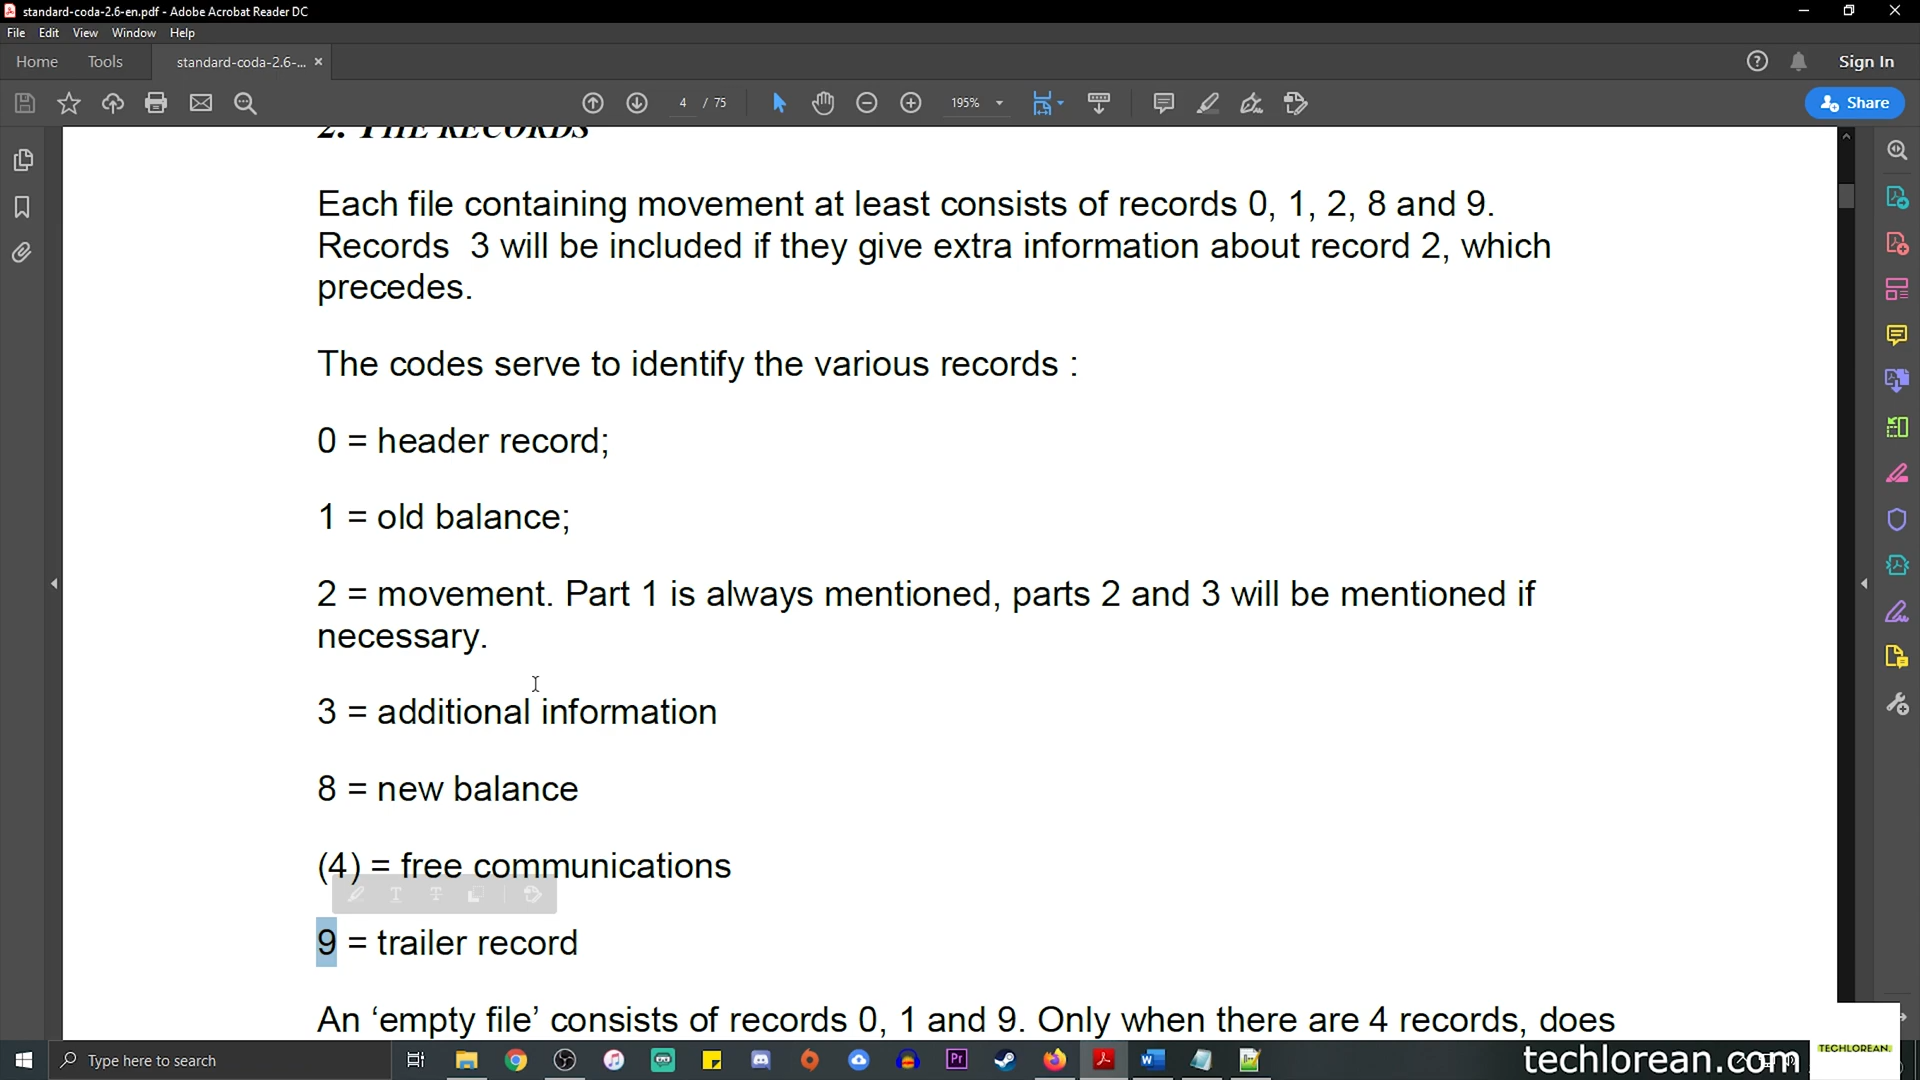 standard-coda-2.6-en.pdf - Adobe Acrobat Reader DC
File Edit View Window Help
Home Tools standard-coda-2.6-... × Sign In
4 / 75 195% Share
2. THE RECORDS
Each file containing movement at least consists of records 0, 1, 2, 8 and 9.
Records 3 will be included if they give extra information about record 2, which
precedes.
The codes serve to identify the various records :
0 = header record;
1 = old balance;
2 = movement. Part 1 is always mentioned, parts 2 and 3 will be mentioned if
necessary.
3 = additional information
8 = new balance
(4) = free communications
9 = trailer record
An ‘empty file’ consists of records 0, 1 and 9. Only when there are 4 records, does
Type here to search
techlorean.com
TECHLOREAN